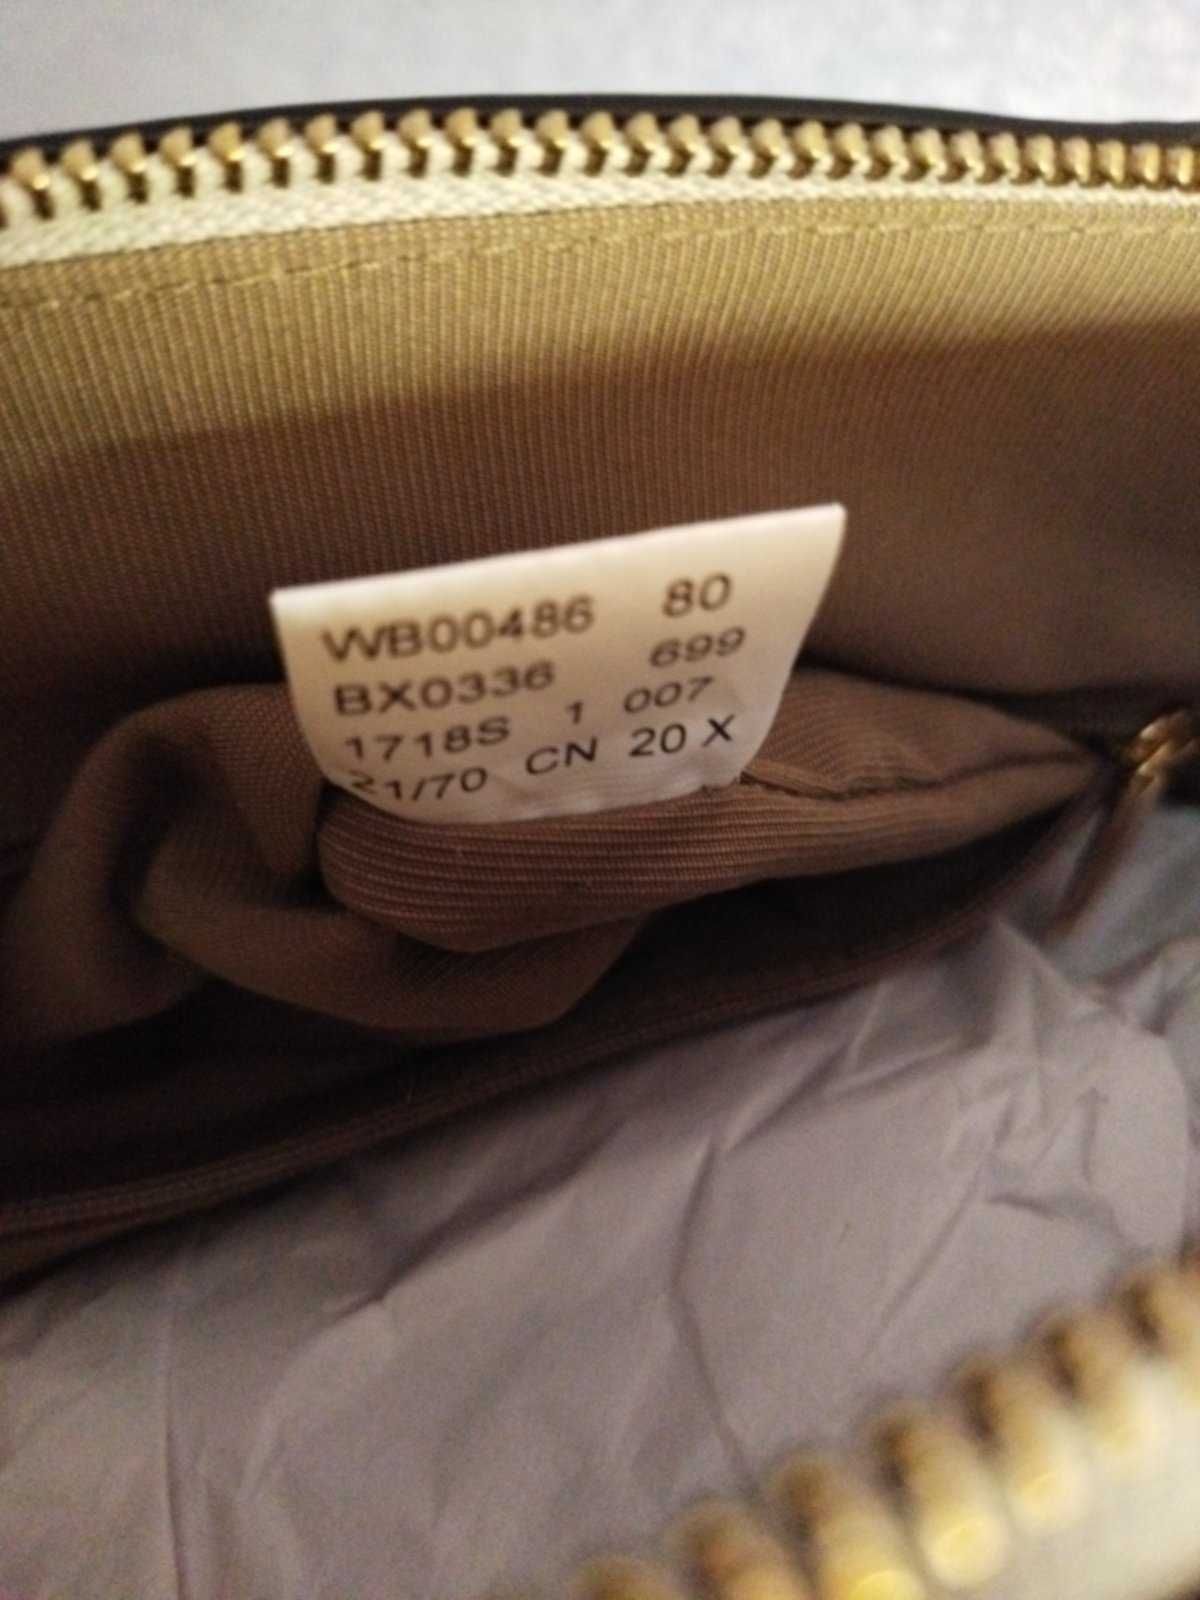 WB00486 80
BX0336 699
1718S 1 007
21/70 CN 20 X